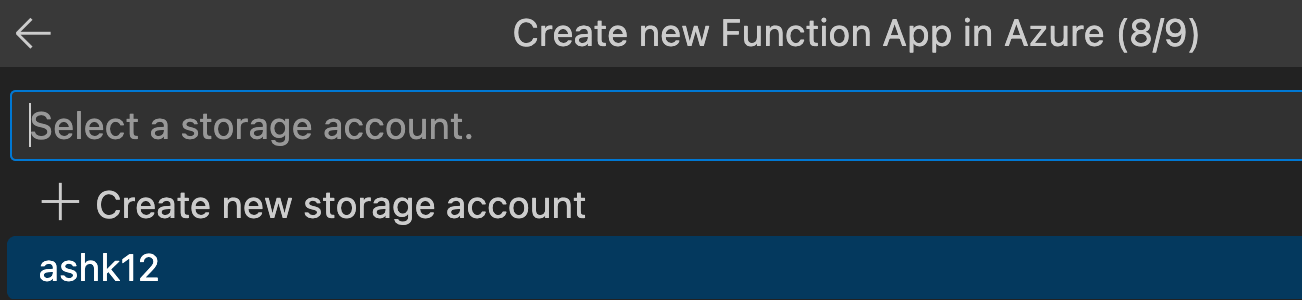 Create new Function App in Azure (8/9)
Select a storage account.
Create new storage account
ashk12